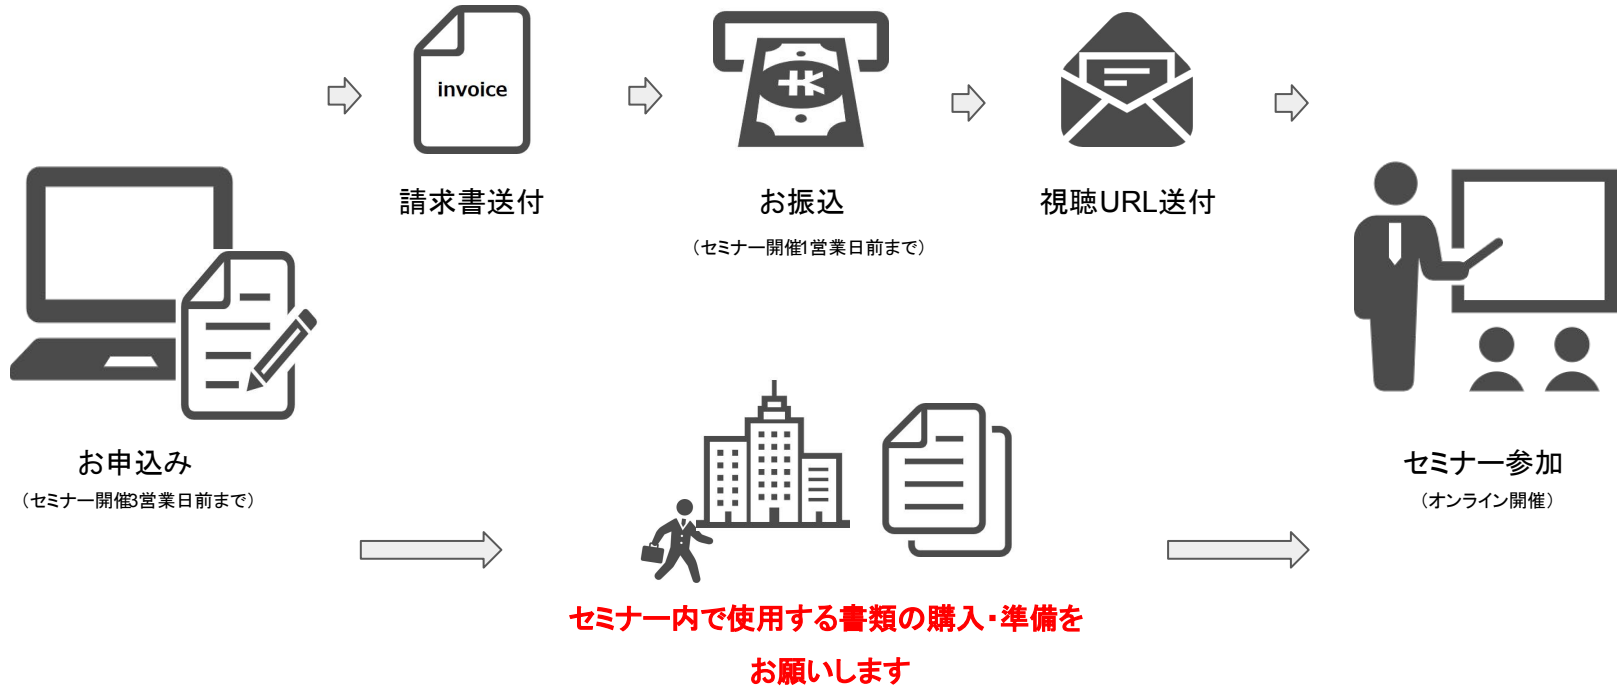 invoice
請求書送付
お振込
（セミナー開催1営業日前まで）
視聴URL送付
お申込み
（セミナー開催3営業日前まで）
セミナー参加
（オンライン開催）
セミナー内で使用する書類の購入・準備を
お願いします